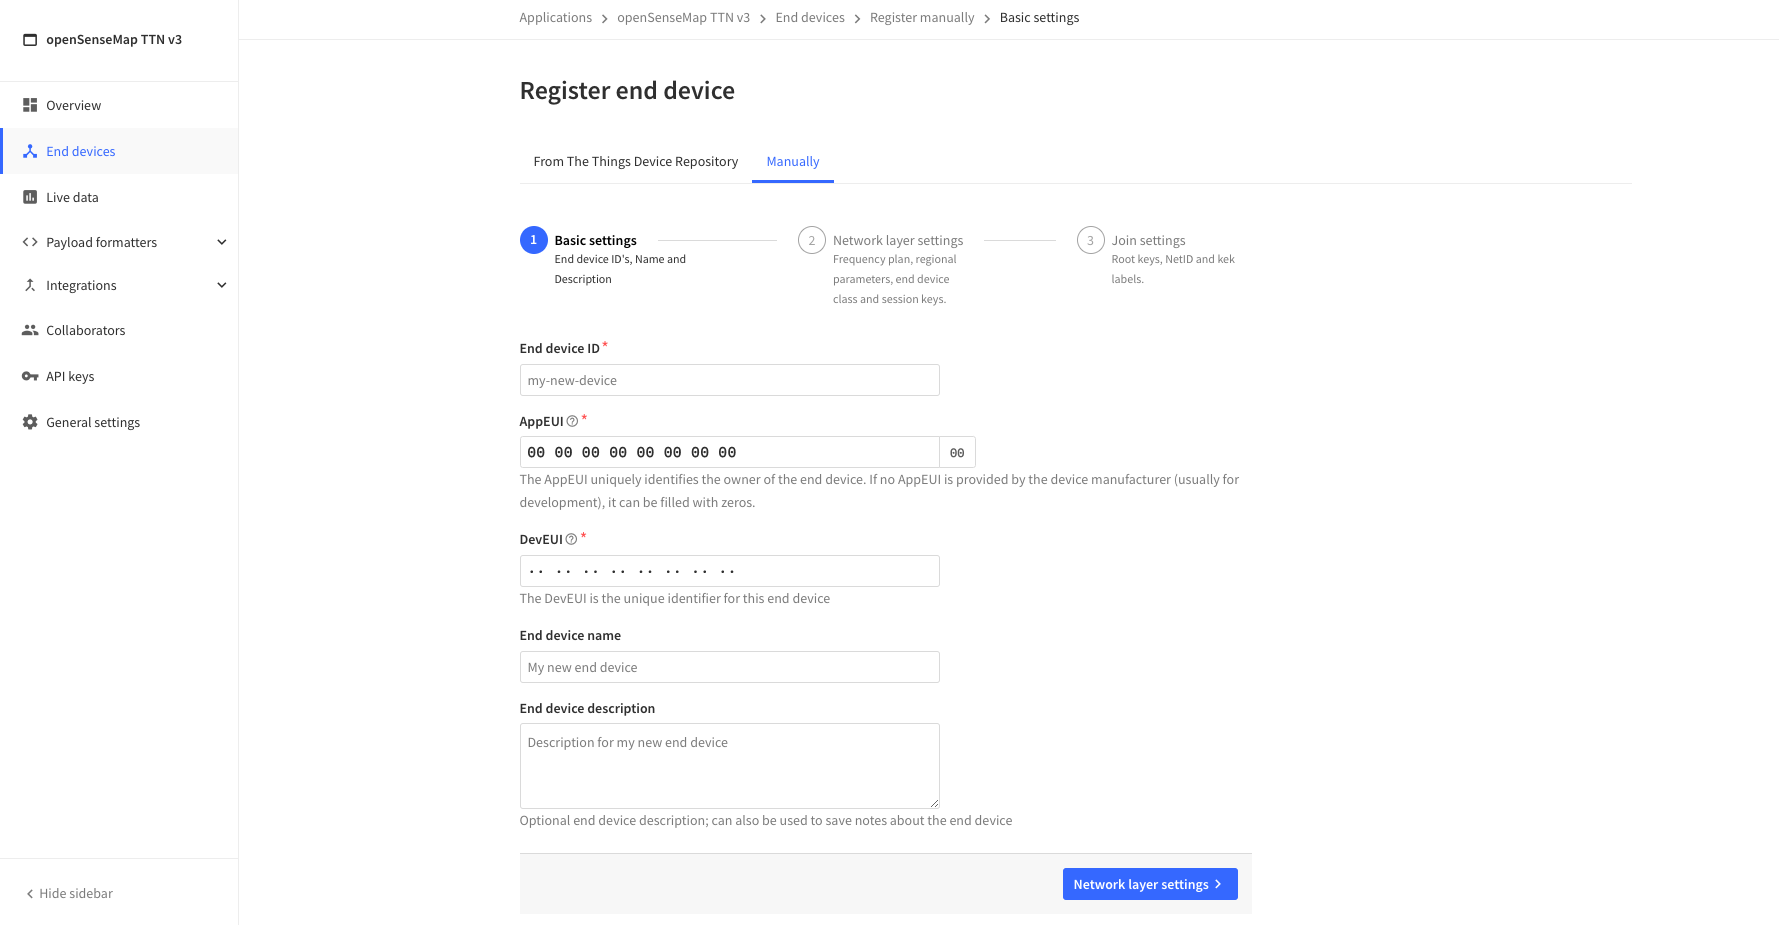 Applications > openSenseMap TTN v3 > End devices > Register manually > Basic settings
openSenseMap TTN v3
Overview
End devices
Live data
Payload formatters
Integrations
Collaborators
API keys
General settings
Hide sidebar
Register end device
From The Things Device Repository
Manually
1 Basic settings
End device ID's, Name and
Description
2 Network layer settings
Frequency plan, regional
parameters, end device
class and session keys.
3 Join settings
Root keys, NetID and kek
labels.
End device ID *
my-new-device
AppEUI *
00 00 00 00 00 00 00 00
00
The AppEUI uniquely identifies the owner of the end device. If no AppEUI is provided by the device manufacturer (usually for
development), it can be filled with zeros.
DevEUI *
·· ·· ·· ·· ·· ·· ·· ··
The DevEUI is the unique identifier for this end device
End device name
My new end device
End device description
Description for my new end device
Optional end device description; can also be used to save notes about the end device
Network layer settings >